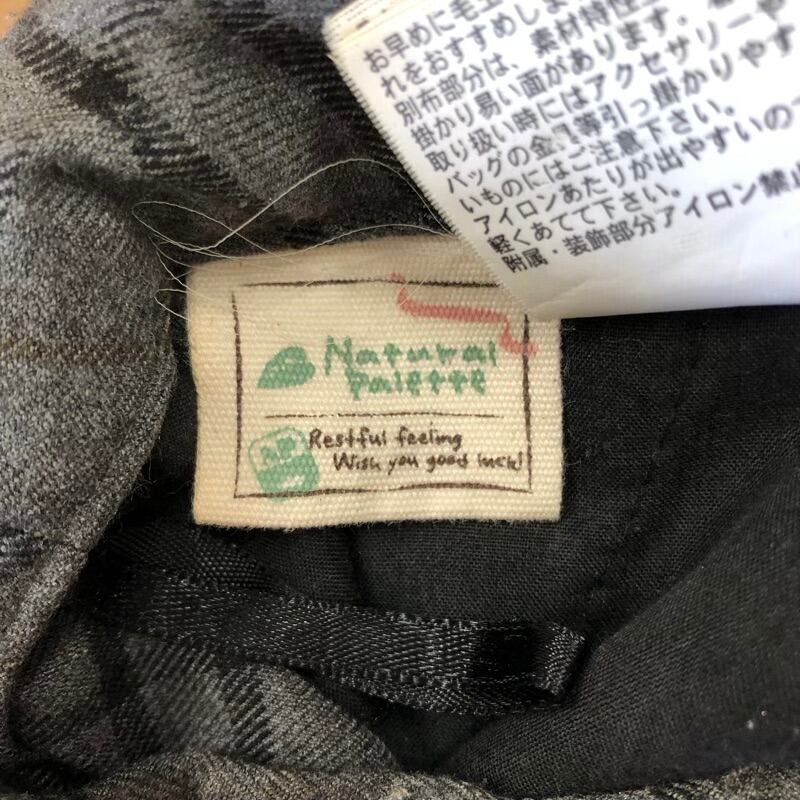 お早めに毛玉
れをおすすめしま
別布部分は、素材特性
掛かり易い面があります。
取り扱い時にはアクセサリーや
バッグの金具等引っ掛かりやす
いものにはご注意下さい。
アイロンあたりが出やすいので
軽くあてて下さい。
附属・装飾部分アイロン禁止
Natural
Palette
Restful feeling
Wish you good luck!